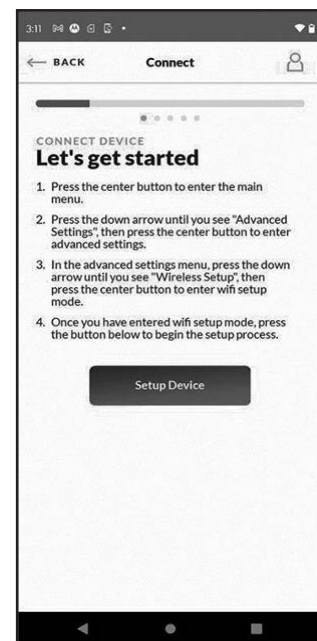 3:11
BACK
Connect
CONNECT DEVICE
Let's get started
1. Press the center button to enter the main
menu.
2. Press the down arrow until you see "Advanced
Settings", then press the center button to enter
advanced settings.
3. In the advanced settings menu, press the down
arrow until you see "Wireless Setup", then
press the center button to enter wifi setup
mode.
4. Once you have entered wifi setup mode, press
the button below to begin the setup process.
Setup Device